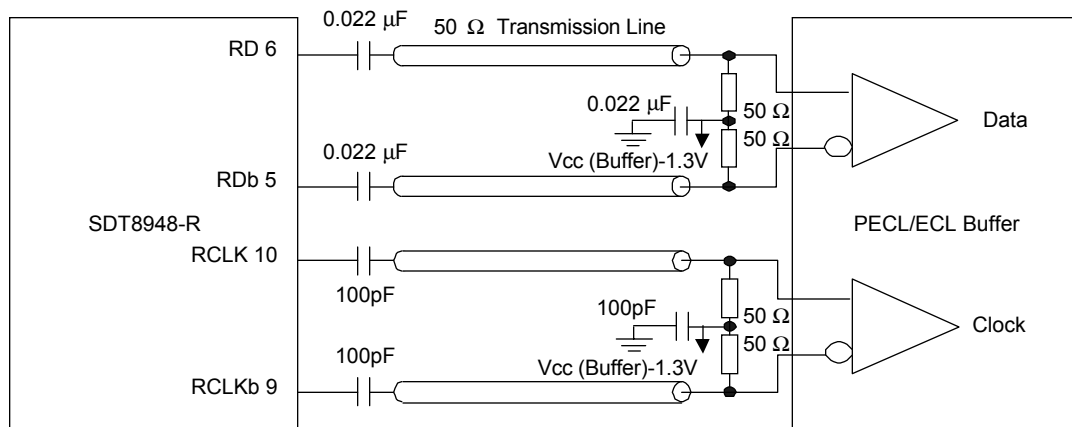 0.022 μF
50 Ω Transmission Line
RD 6
0.022 μF
50 Ω
50 Ω
Data
Vcc (Buffer)-1.3V
0.022 μF
RDb 5
SDT8948-R
PECL/ECL Buffer
RCLK 10
100pF
100pF
50 Ω
50 Ω
Clock
Vcc (Buffer)-1.3V
100pF
RCLKb 9